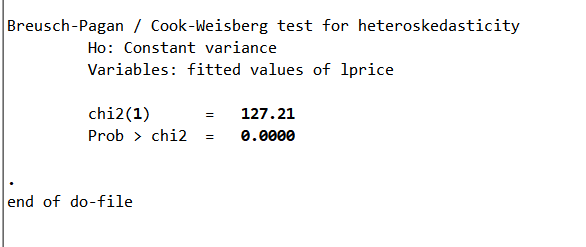 Breusch-Pagan / Cook-Weisberg test for heteroskedasticity
Ho: Constant variance
Variables: fitted values of lprice
chi2(1) = 127.21
Prob > chi2 = 0.0000
.
end of do-file